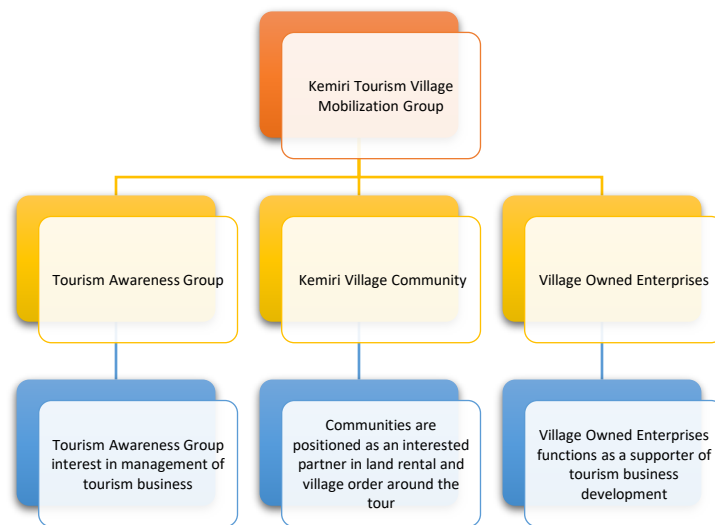 Kemiri Tourism Village
Mobilization Group
Tourism Awareness Group
Kemiri Village Community
Village Owned Enterprises
Tourism Awareness Group
interest in management of
tourism business
Communities are
positioned as an interested
partner in land rental and
village order around the
tour
Village Owned Enterprises
functions as a supporter of
tourism business
development